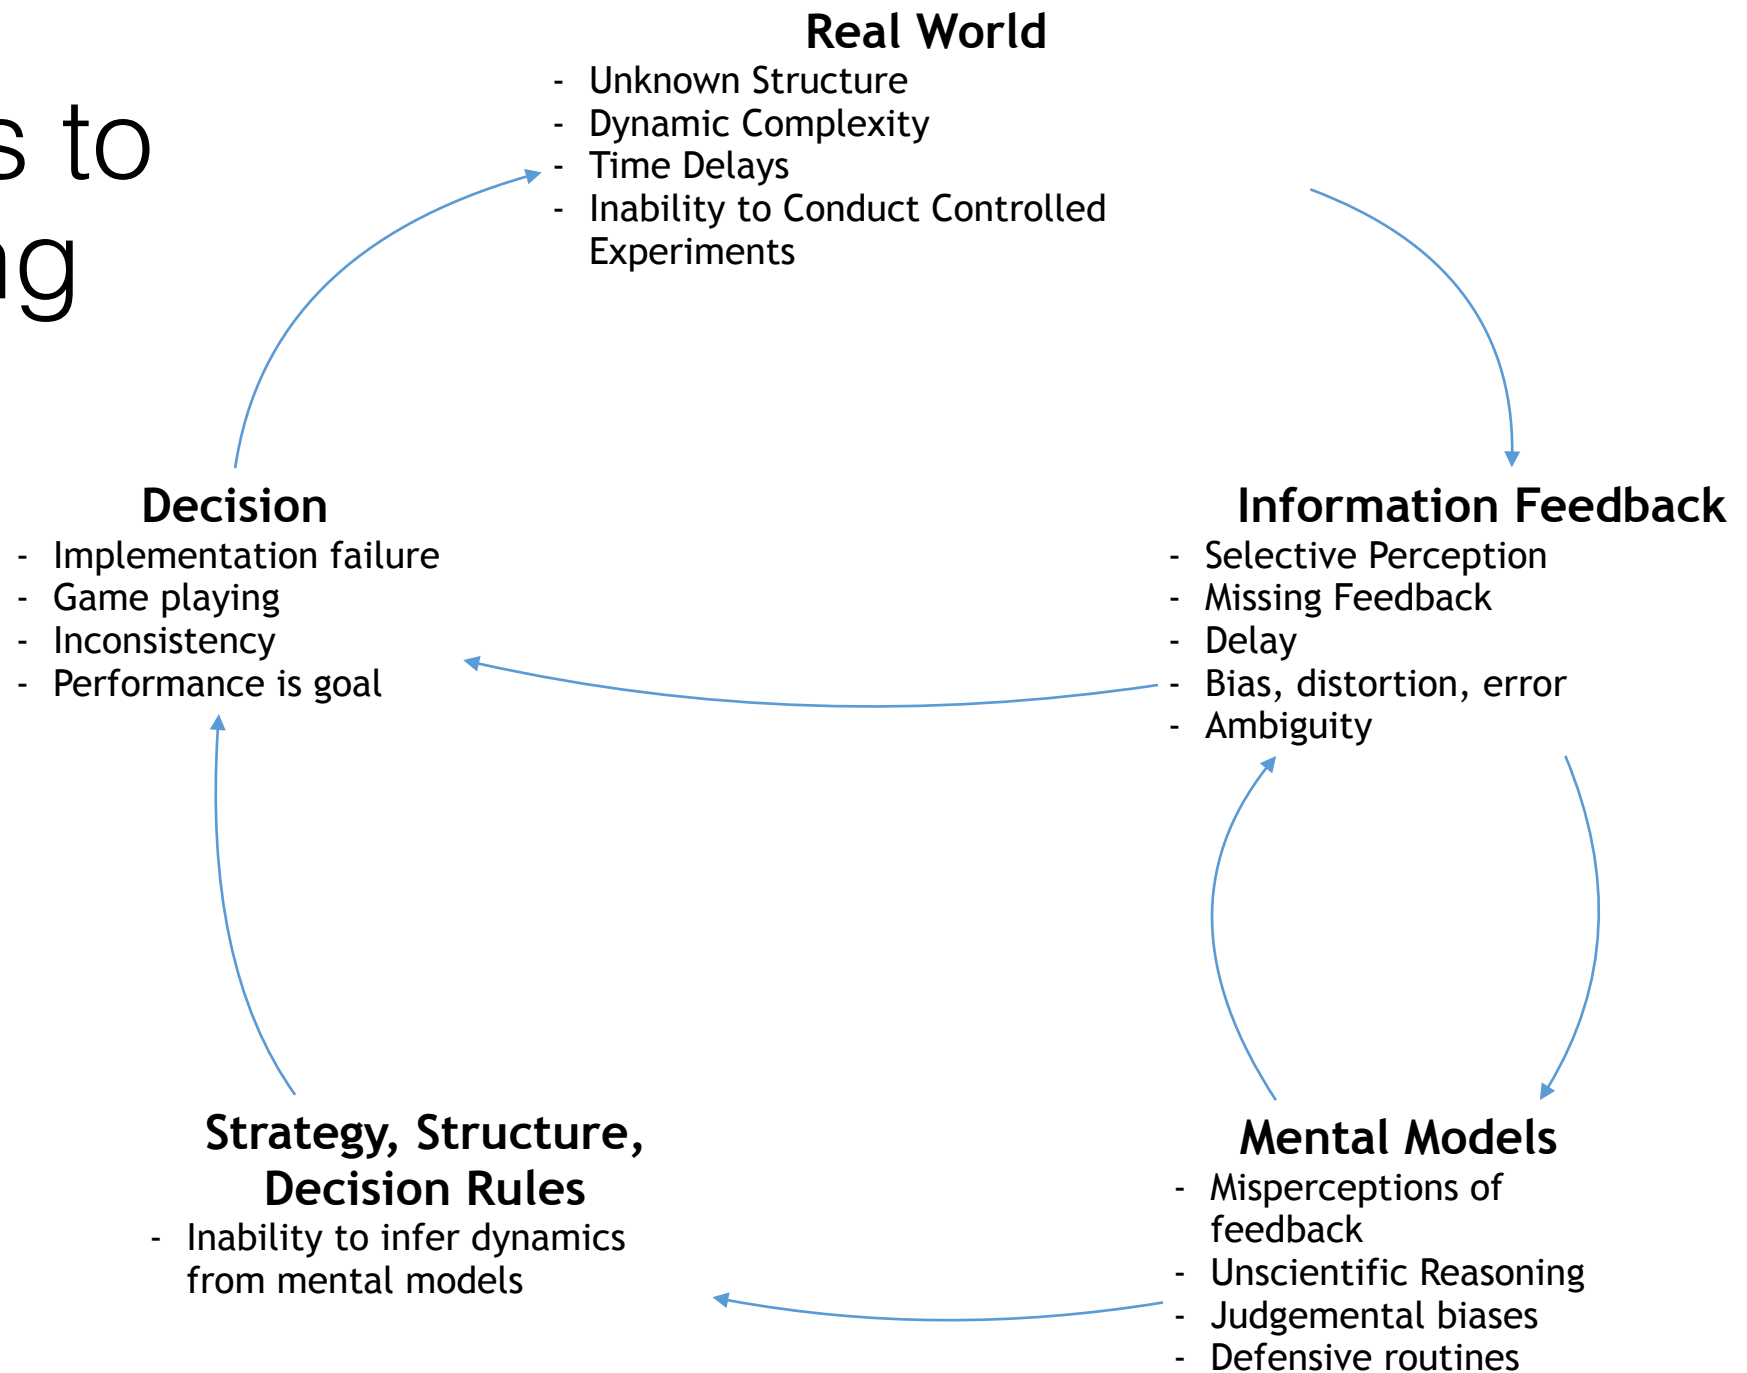 s to
ng
Real World
- Unknown Structure
- Dynamic Complexity
- Time Delays
- Inability to Conduct Controlled
Experiments
Decision
- Implementation failure
- Game playing
- Inconsistency
- Performance is goal
Information Feedback
- Selective Perception
- Missing Feedback
- Delay
- Bias, distortion, error
- Ambiguity
Strategy, Structure,
Decision Rules
- Inability to infer dynamics
from mental models
Mental Models
- Misperceptions of
feedback
- Unscientific Reasoning
- Judgemental biases
- Defensive routines